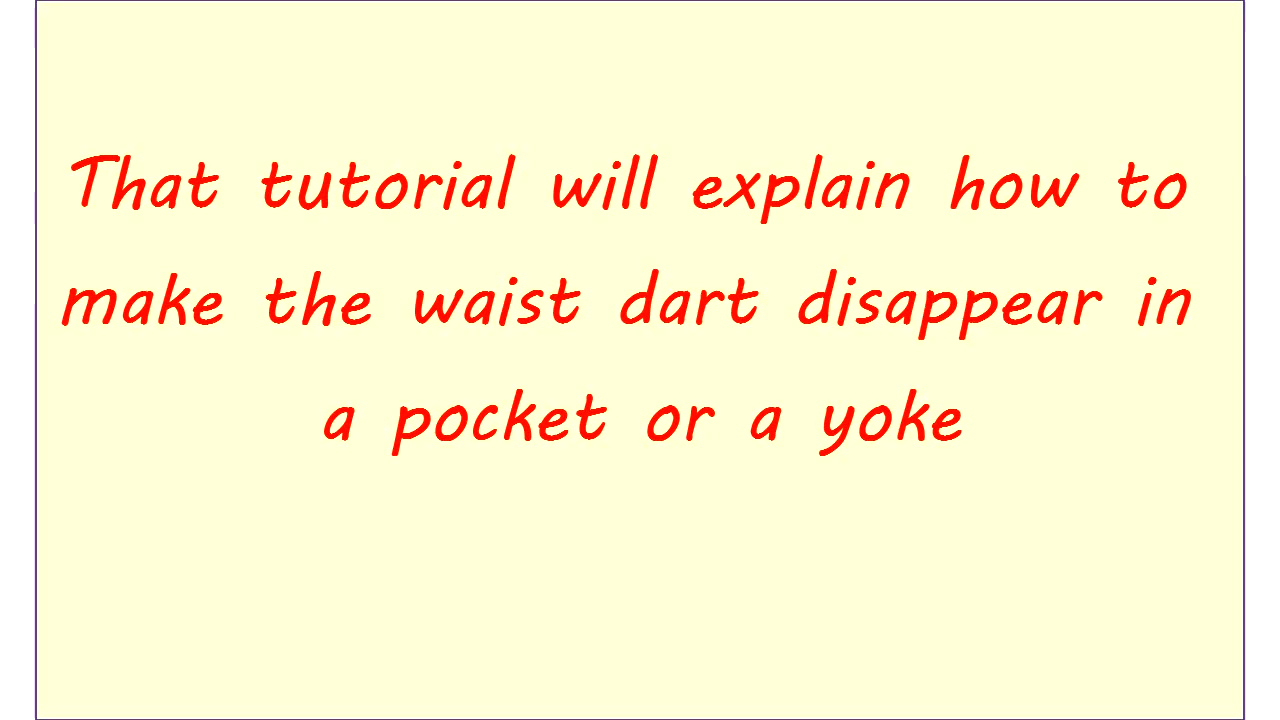 That tutorial will explain how to
make the waist dart disappear in
a pocket or a yoke